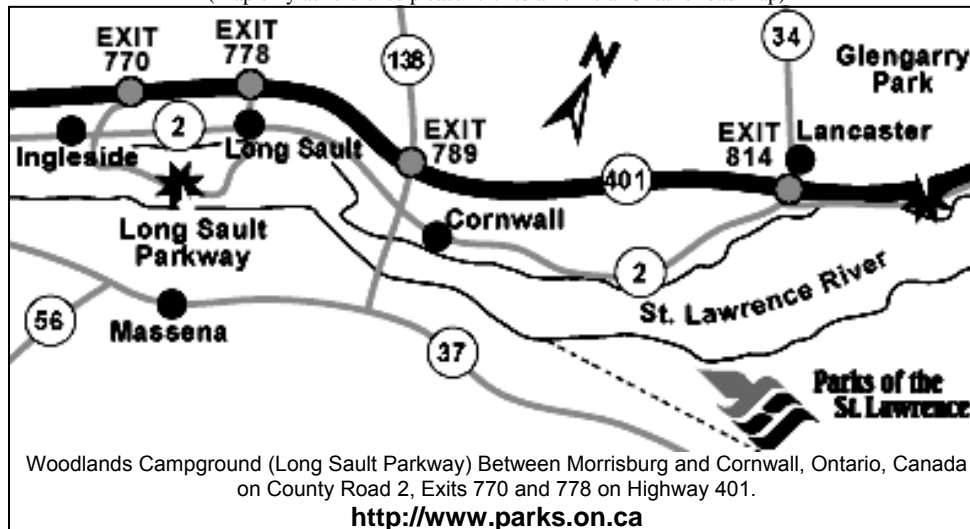 EXIT
770
EXIT
778
138
34
Glengarry
Park
N
2
Ingleside
Long Sault
EXIT
789
EXIT
814
Lancaster
401
Long Sault
Parkway
Cornwall
2
St. Lawrence River
56
Massena
37
Parks of the
St. Lawrence
Woodlands Campground (Long Sault Parkway) Between Morrisburg and Cornwall, Ontario, Canada
on County Road 2, Exits 770 and 778 on Highway 401.
http://www.parks.on.ca